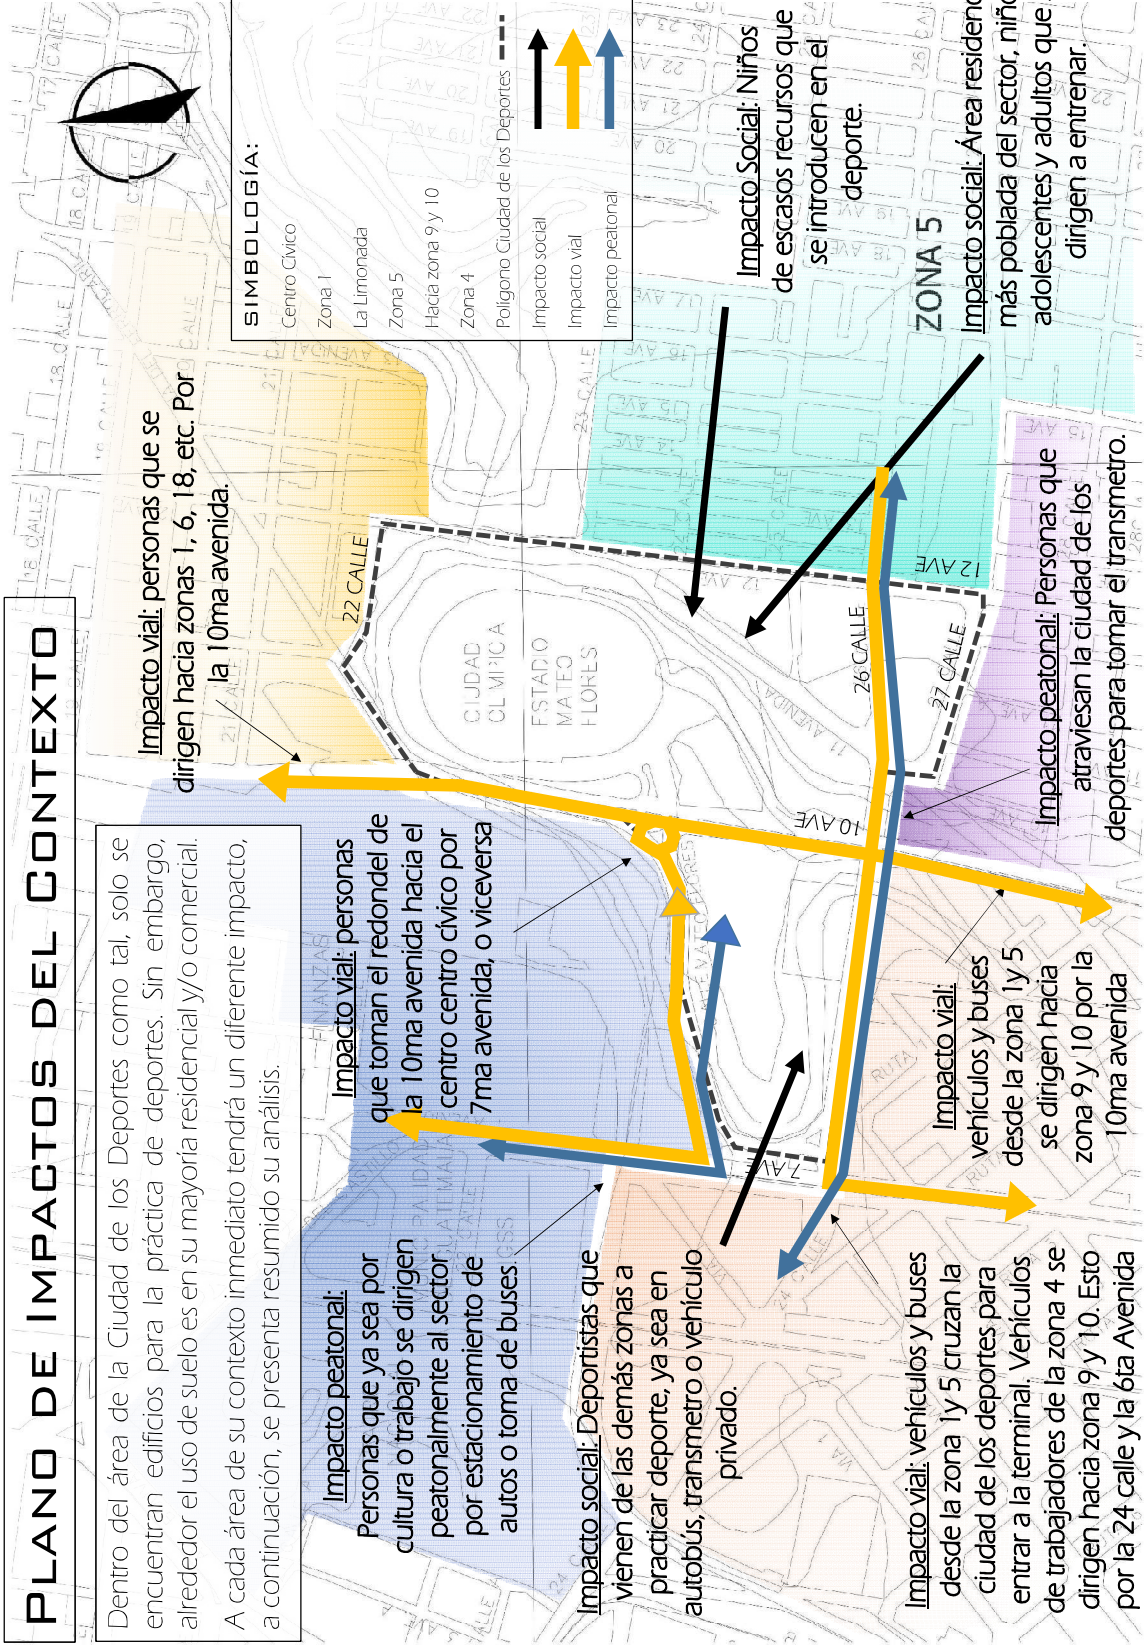 PLANO DE IMPACTOS DEL CONTEXTO
Dentro del área de la Ciudad de los Deportes como tal, solo se
encuentran edificios para la práctica de deportes. Sin embargo,
alrededor el uso de suelo es en su mayoría residencial y/o comercial.
A cada área de su contexto inmediato tendrá un diferente impacto,
a continuación, se presenta resumido su análisis.
Impacto vial: personas que se
dirigen hacia zonas 1, 6, 18, etc. Por
la 10ma avenida.
SIMBOLOGÍA:
Centro Cívico
Zona 1
La Limonada
Zona 5
Hacia zona 9 y 10
Zona 4
Polígono Ciudad de los Deportes
Impacto social
Impacto vial
Impacto peatonal
Impacto peatonal:
Personas que ya sea por
cultura o trabajo se dirigen
peatonalmente al sector
por estacionamiento de
autos o toma de buses
Impacto vial: personas
que toman el redondel de
la 10ma avenida hacia el
centro centro cívico por
7ma avenida, o viceversa
22 CALLE
CIUDAD
OLMPICA
ESTADO
MATEO
FLORES
Impacto Social: Niños
de escasos recursos que
se introducen en el
deporte.
Impacto social: Deportistas que
vienen de las demás zonas a
practicar deporte, ya sea en
autobús, transmetro o vehículo
privado.
7 AVE
10 AVE
11 AVENIDA
26 CALLE
27 CALLE
12 AVE
ZONA 5
Impacto social: Área residenc
más poblada del sector, niño
adolescentes y adultos que
dirigen a entrenar.
Impacto vial: vehículos y buses
desde la zona 1 y 5 cruzan la
ciudad de los deportes para
entrar a la terminal. Vehículos
de trabajadores de la zona 4 se
dirigen hacia zona 9 y 10. Esto
por la 24 calle y la 6ta Avenida
Impacto vial:
vehículos y buses
desde la zona 1 y 5
se dirigen hacia
zona 9 y 10 por la
10ma avenida
Impacto peatonal: Personas que
atraviesan la ciudad de los
deportes para tomar el transmetro.
18 CALLE
23 CALLE
24 CALLE
FINANZAS